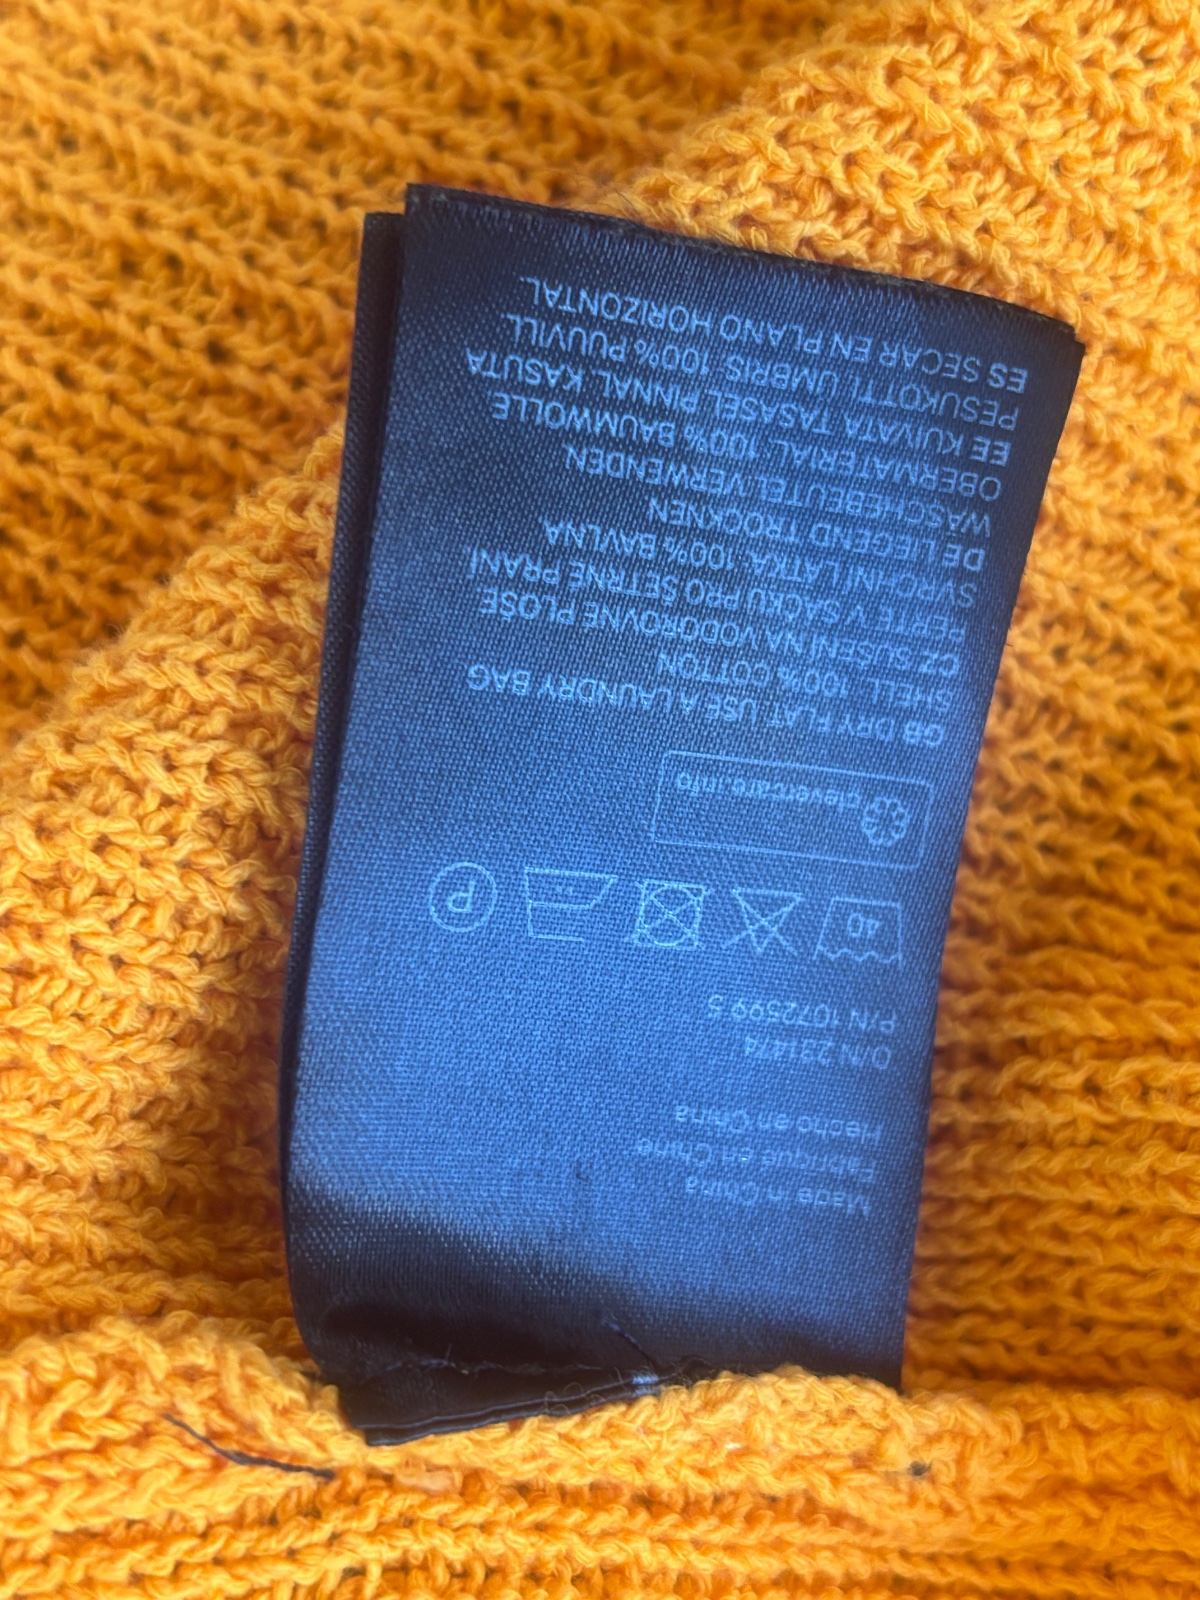 Made in China
Fabriqué en Chine
Hecho en China
O/N 231474
P/N 1072599 5
40
P
clevercare.info
GB DRY FLAT. USE A LAUNDRY BAG
SHELL: 100% COTTON
CZ SUŠENÍ NA VODOROVNÉ PLOŠE
PERTE V SÁČKU PRO ŠETRNÉ PRANÍ.
SVRCHNÍ LÁTKA: 100% BAVLNA
DE LIEGEND TROCKNEN
WÄSCHEBEUTEL VERWENDEN.
OBERMATERIAL: 100% BAUMWOLLE
EE KUIVATA TASASEL PINNAL. KASUTA
PESUKOTTI. ÜMBRIS: 100% PUUVILL
ES SECAR EN PLANO HORIZONTAL.